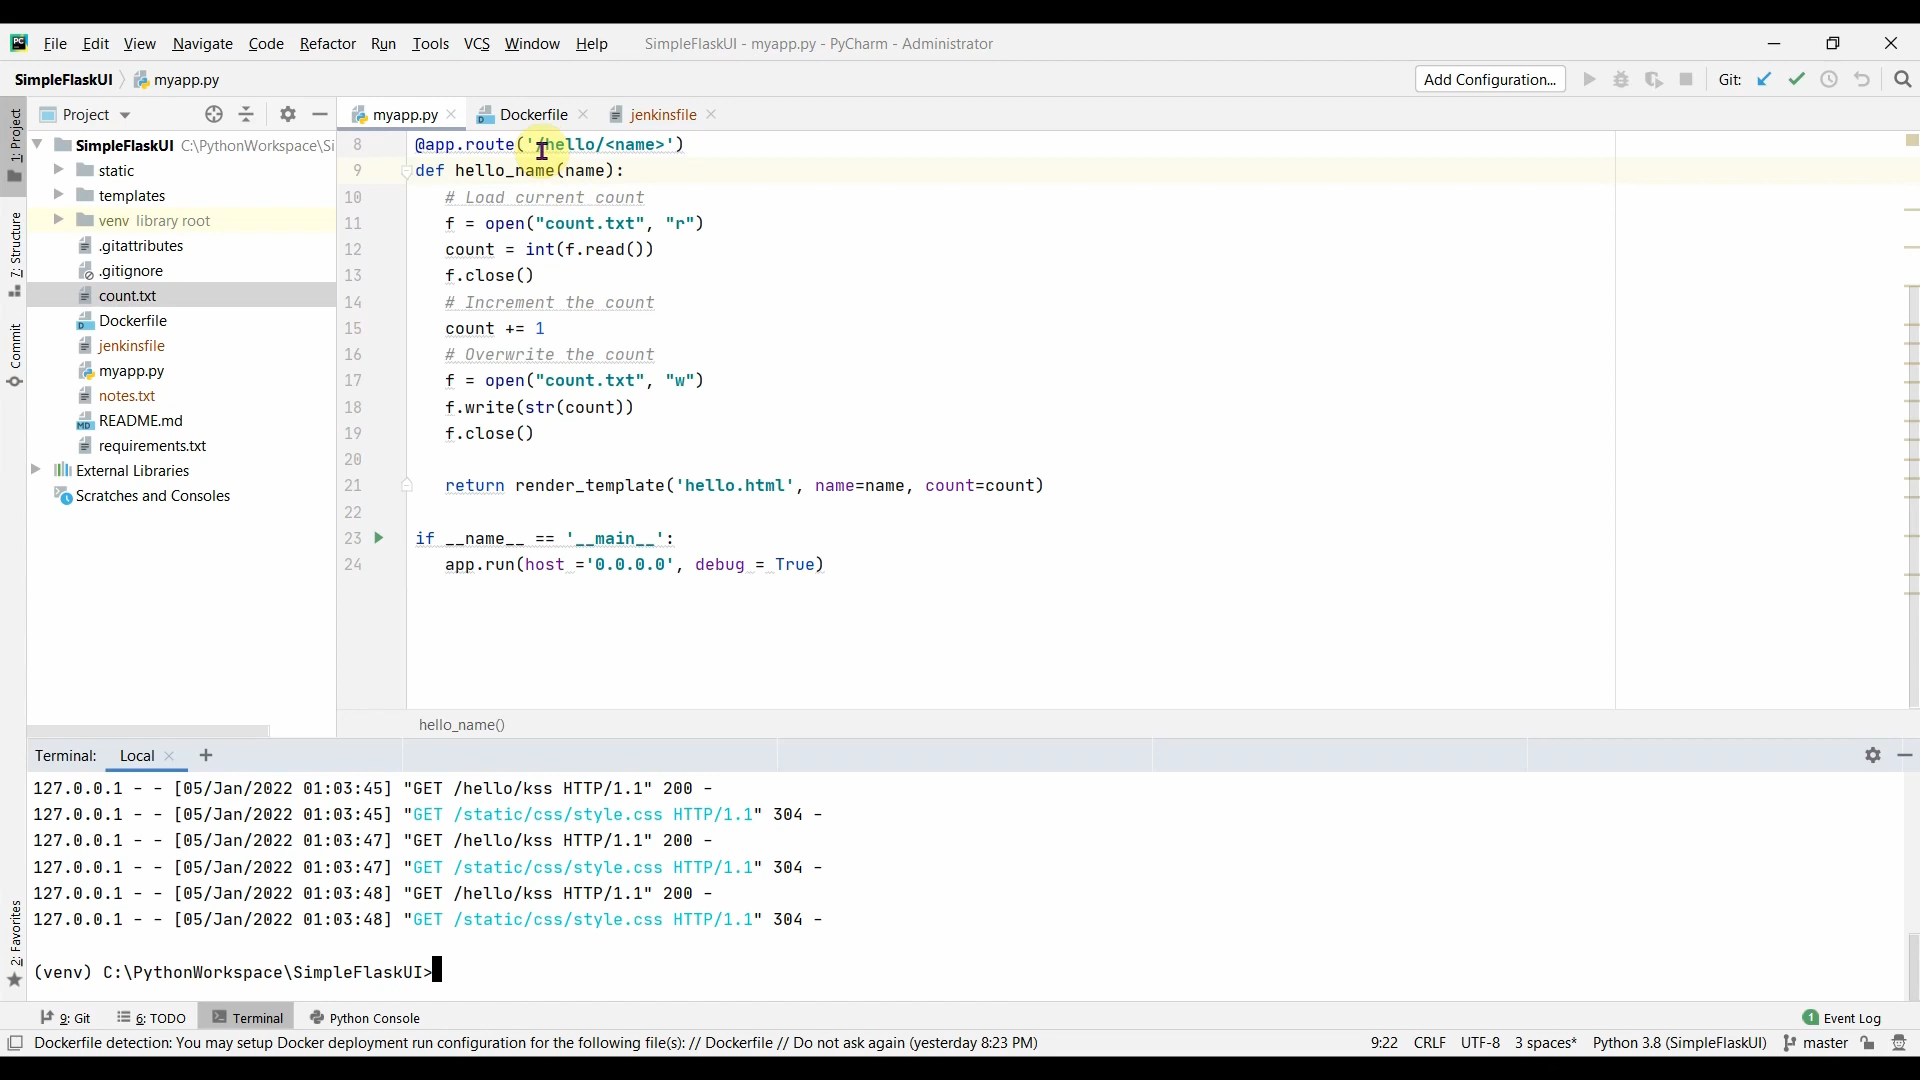 PC File Edit View Navigate Code Refactor Run Tools VCS Window Help SimpleFlaskUI - myapp.py - PyCharm - Administrator
SimpleFlaskUI myapp.py Add Configuration... Git:
1: Project
7: Structure
Commit
2: Favorites
Project
SimpleFlaskUI C:\PythonWorkspace\Si
static
templates
venv library root
.gitattributes
.gitignore
count.txt
Dockerfile
jenkinsfile
myapp.py
notes.txt
README.md
requirements.txt
External Libraries
Scratches and Consoles
myapp.py Dockerfile jenkinsfile
8 @app.route('/hello/<name>')
9 def hello_name(name):
10 # Load current count
11 f = open("count.txt", "r")
12 count = int(f.read())
13 f.close()
14 # Increment the count
15 count += 1
16 # Overwrite the count
17 f = open("count.txt", "w")
18 f.write(str(count))
19 f.close()
20
21 return render_template('hello.html', name=name, count=count)
22
23 if __name__ == '__main__':
24 app.run(host ='0.0.0.0', debug = True)
hello_name()
Terminal: Local +
127.0.0.1 - - [05/Jan/2022 01:03:45] "GET /hello/kss HTTP/1.1" 200 -
127.0.0.1 - - [05/Jan/2022 01:03:45] "GET /static/css/style.css HTTP/1.1" 304 -
127.0.0.1 - - [05/Jan/2022 01:03:47] "GET /hello/kss HTTP/1.1" 200 -
127.0.0.1 - - [05/Jan/2022 01:03:47] "GET /static/css/style.css HTTP/1.1" 304 -
127.0.0.1 - - [05/Jan/2022 01:03:48] "GET /hello/kss HTTP/1.1" 200 -
127.0.0.1 - - [05/Jan/2022 01:03:48] "GET /static/css/style.css HTTP/1.1" 304 -
(venv) C:\PythonWorkspace\SimpleFlaskUI>
9: Git 6: TODO Terminal Python Console 1 Event Log
Dockerfile detection: You may setup Docker deployment run configuration for the following file(s): // Dockerfile // Do not ask again (yesterday 8:23 PM) 9:22 CRLF UTF-8 3 spaces* Python 3.8 (SimpleFlaskUI) master